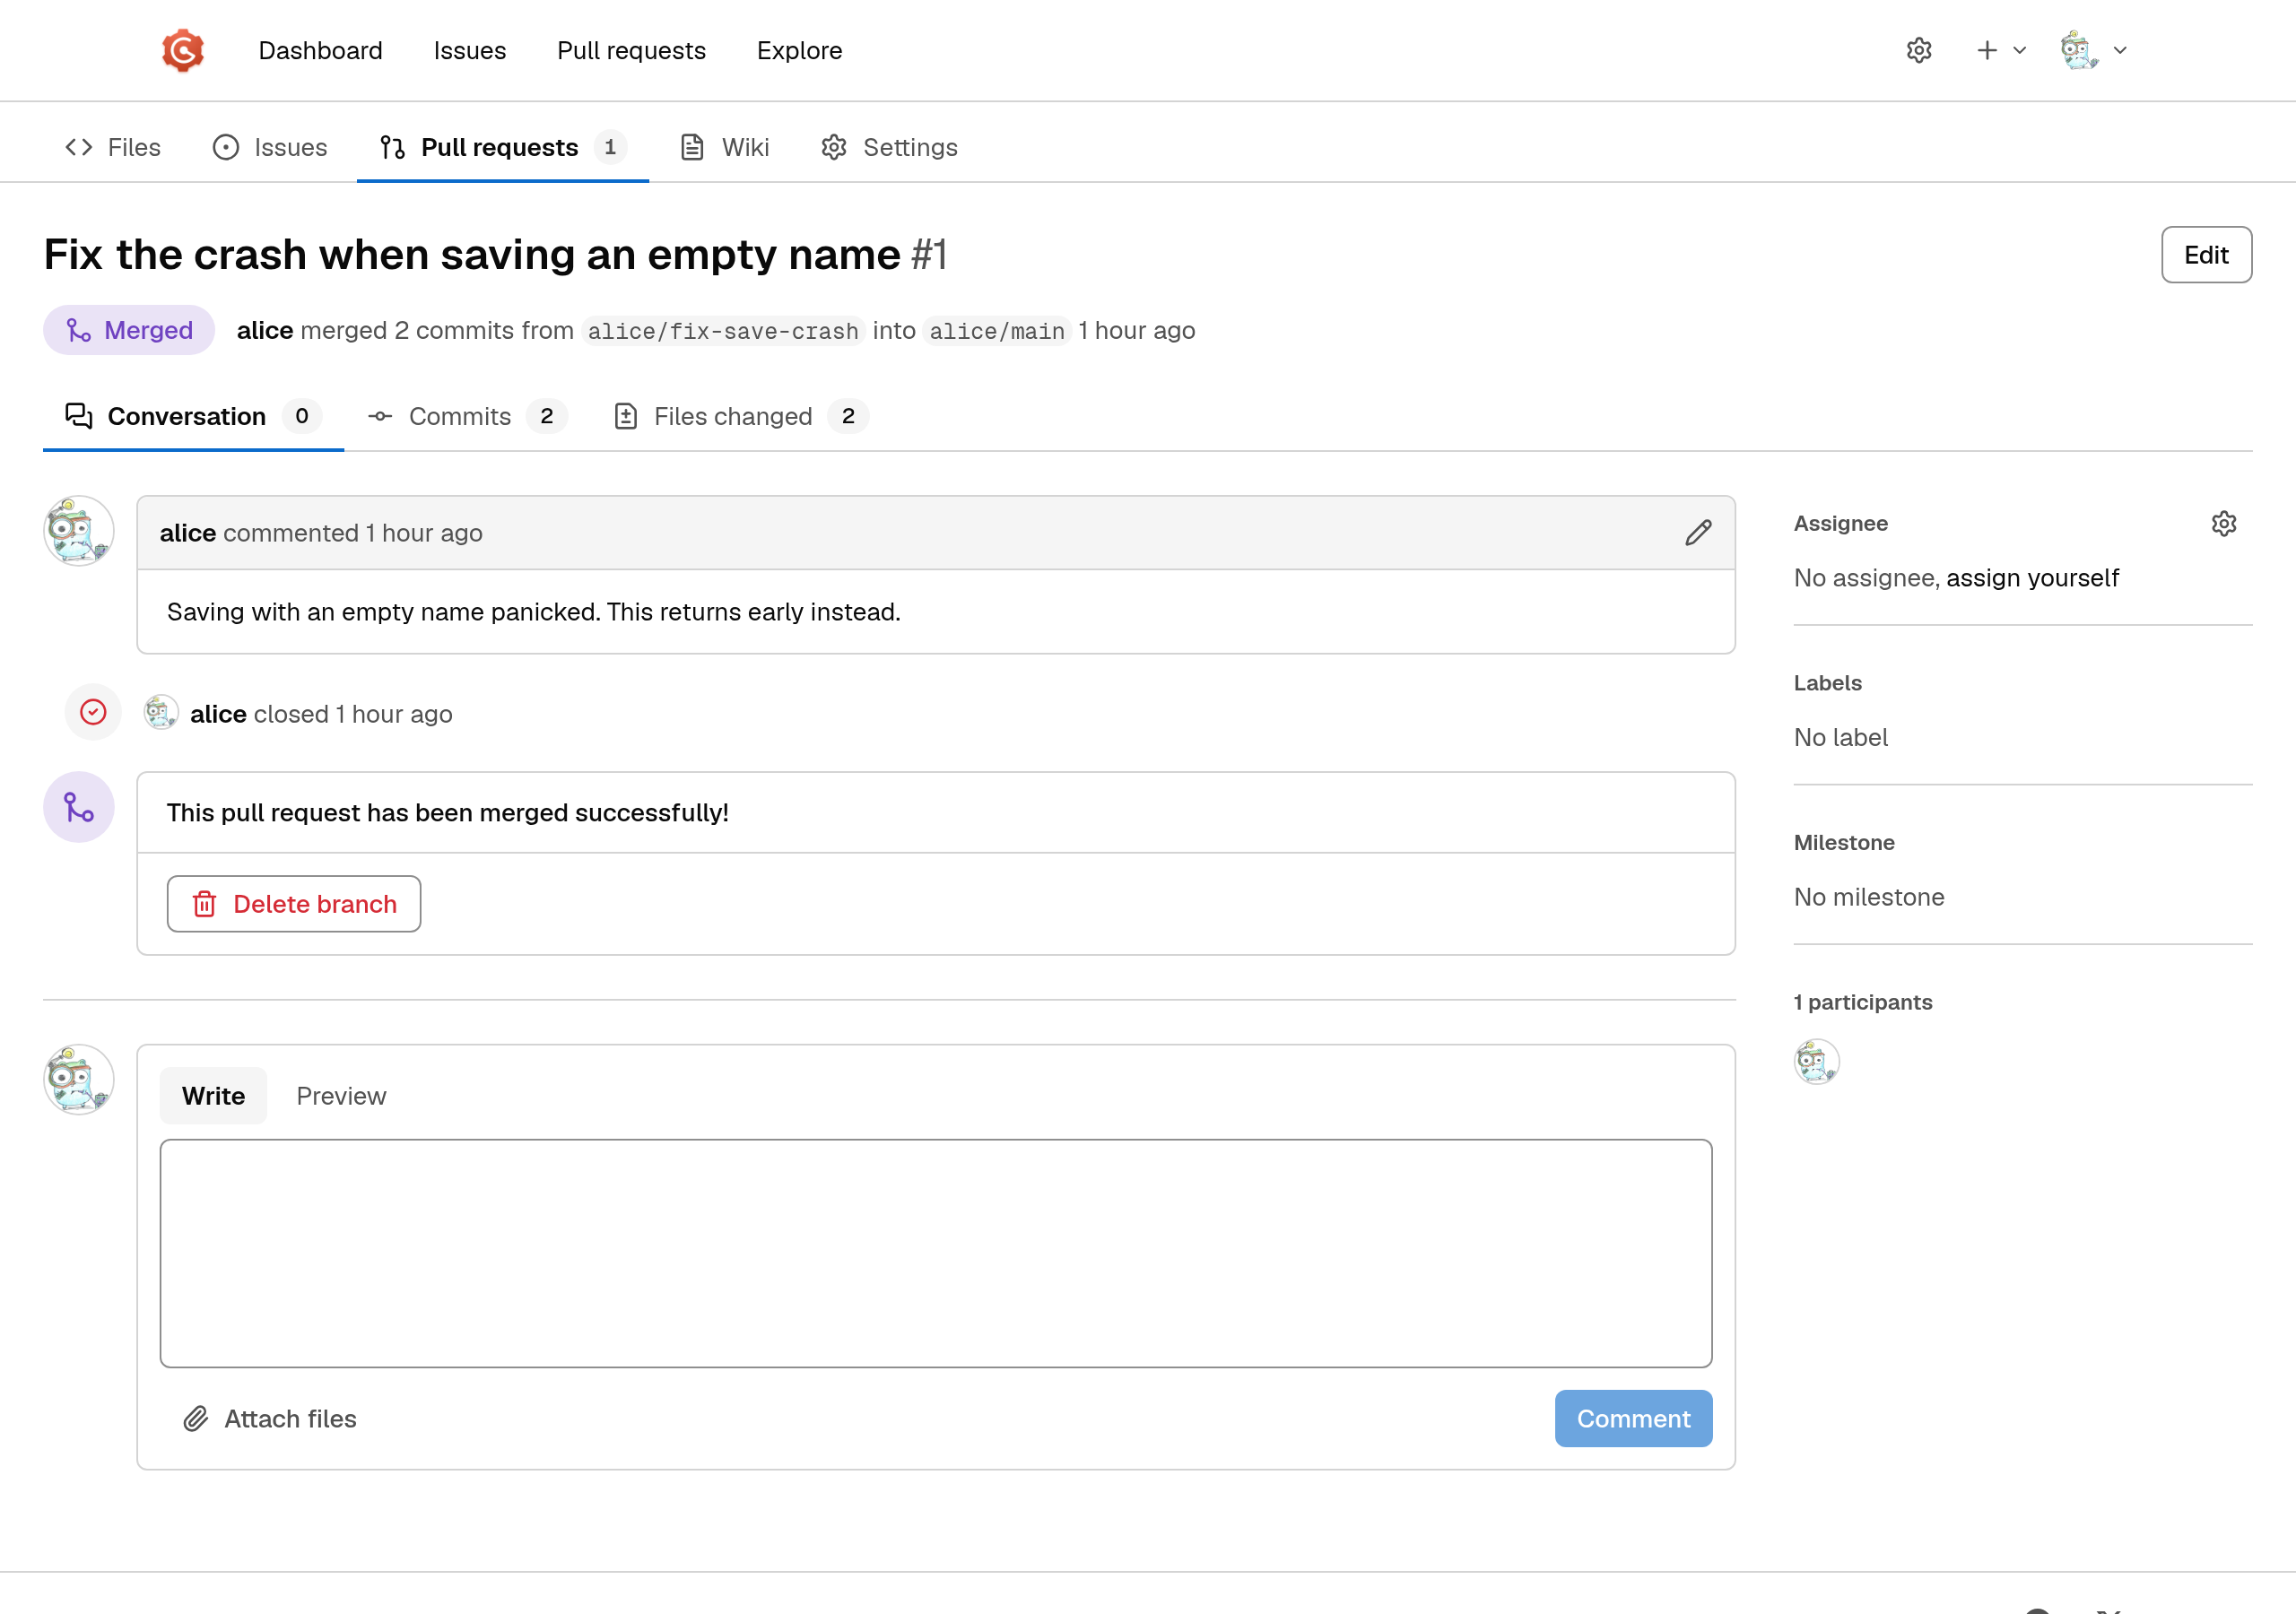 Dashboard Issues Pull requests Explore
Files Issues Pull requests 1 Wiki Settings
Fix the crash when saving an empty name #1
Edit
Merged alice merged 2 commits from alice/fix-save-crash into alice/main 1 hour ago
Conversation 0 Commits 2 Files changed 2
alice commented 1 hour ago
Saving with an empty name panicked. This returns early instead.
alice closed 1 hour ago
This pull request has been merged successfully!
Delete branch
Write Preview
Attach files
Comment
Assignee
No assignee, assign yourself
Labels
No label
Milestone
No milestone
1 participants